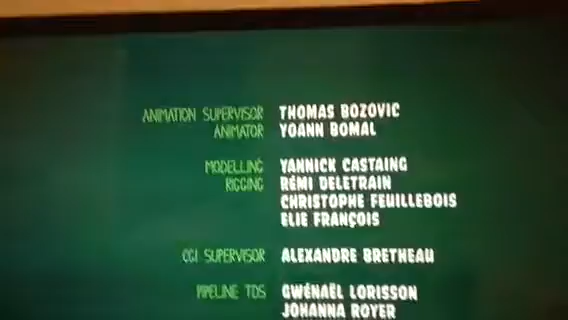 ANIMATION SUPERVISOR THOMAS BOZOVIC
ANIMATOR YOANN BOMAL
MODELLING YANNICK CASTAING
RIGGING RÉMI DELETRAIN
CHRISTOPHE FEUILLEBOIS
ELIE FRANÇOIS
CGI SUPERVISOR ALEXANDRE BRETHEAU
PIPELINE TDS GWÉNAËL LORISSON
JOHANNA ROYER